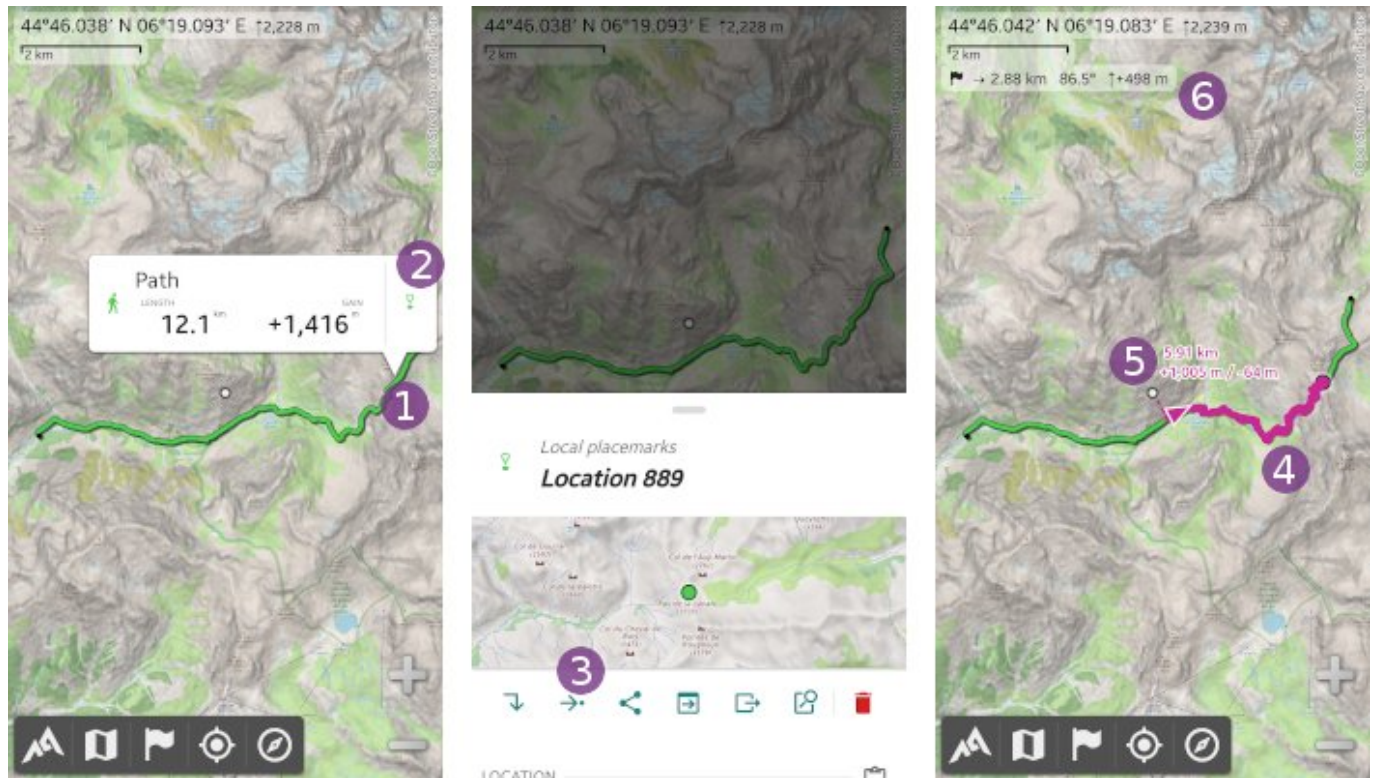 44°46.038' N 06°19.093' E ↑2,228 m
2 km
2
Path
LENGTH
GAIN
12.1 km
+1,416 m
1
44°46.038' N 06°19.093' E ↑2,228 m
2 km
Local placemarks
Location 889
3
LOCATION
44°46.042' N 06°19.083' E ↑2,239 m
2 km
→ 2.88 km 86.5° ↑+498 m
6
5
5.91 km
+1,005 m / -64 m
4